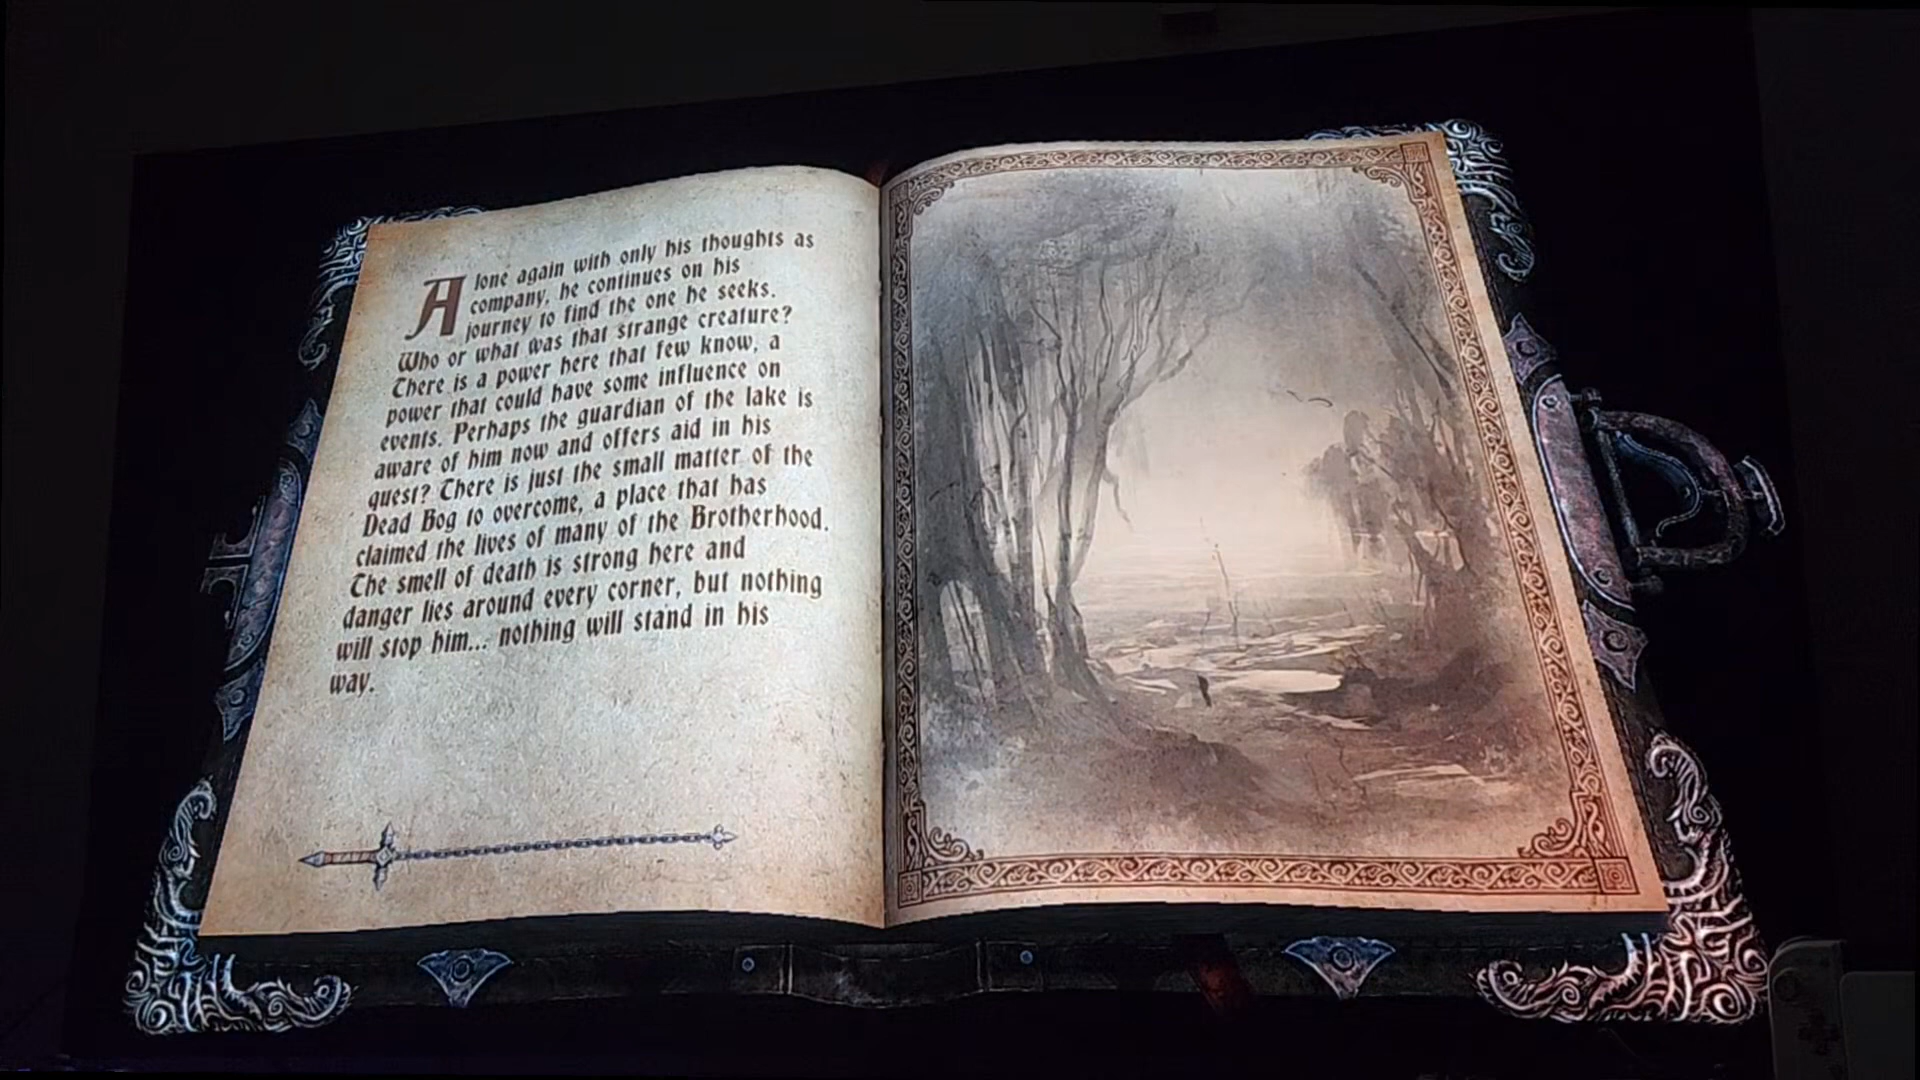 Alone again with only his thoughts as
company, he continues on his
journey to find the one he seeks.
Who or what was that strange creature?
There is a power here that few know, a
power that could have some influence on
events. Perhaps the guardian of the lake is
aware of him now and offers aid in his
quest? There is just the small matter of the
Dead Bog to overcome, a place that has
claimed the lives of many of the Brotherhood.
The smell of death is strong here and
danger lies around every corner, but nothing
will stop him... nothing will stand in his
way.